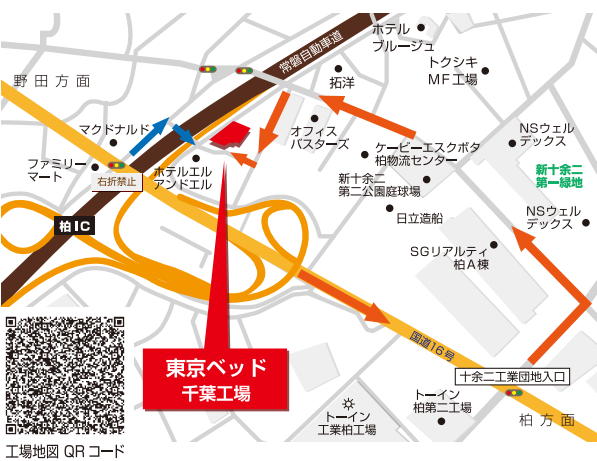 ホテル
ブルージュ
常磐自動車道
トクシキ
MF工場
野田方面
拓洋
マクドナルド
オフィス
バスターズ
NSウェル
デックス
ケービーエスクボタ
柏物流センター
ファミリー
マート
ホテルエル
アンドエル
新十余二
第一緑地
右折禁止
新十余二
第二公園庭球場
NSウェル
デックス
日立造船
柏IC
SGリアルティ
柏A棟
国道16号
東京ベッド
千葉工場
十余二工業団地入口
トーイン
柏第二工場
トーイン
工業柏工場
柏方面
工場地図 QRコード